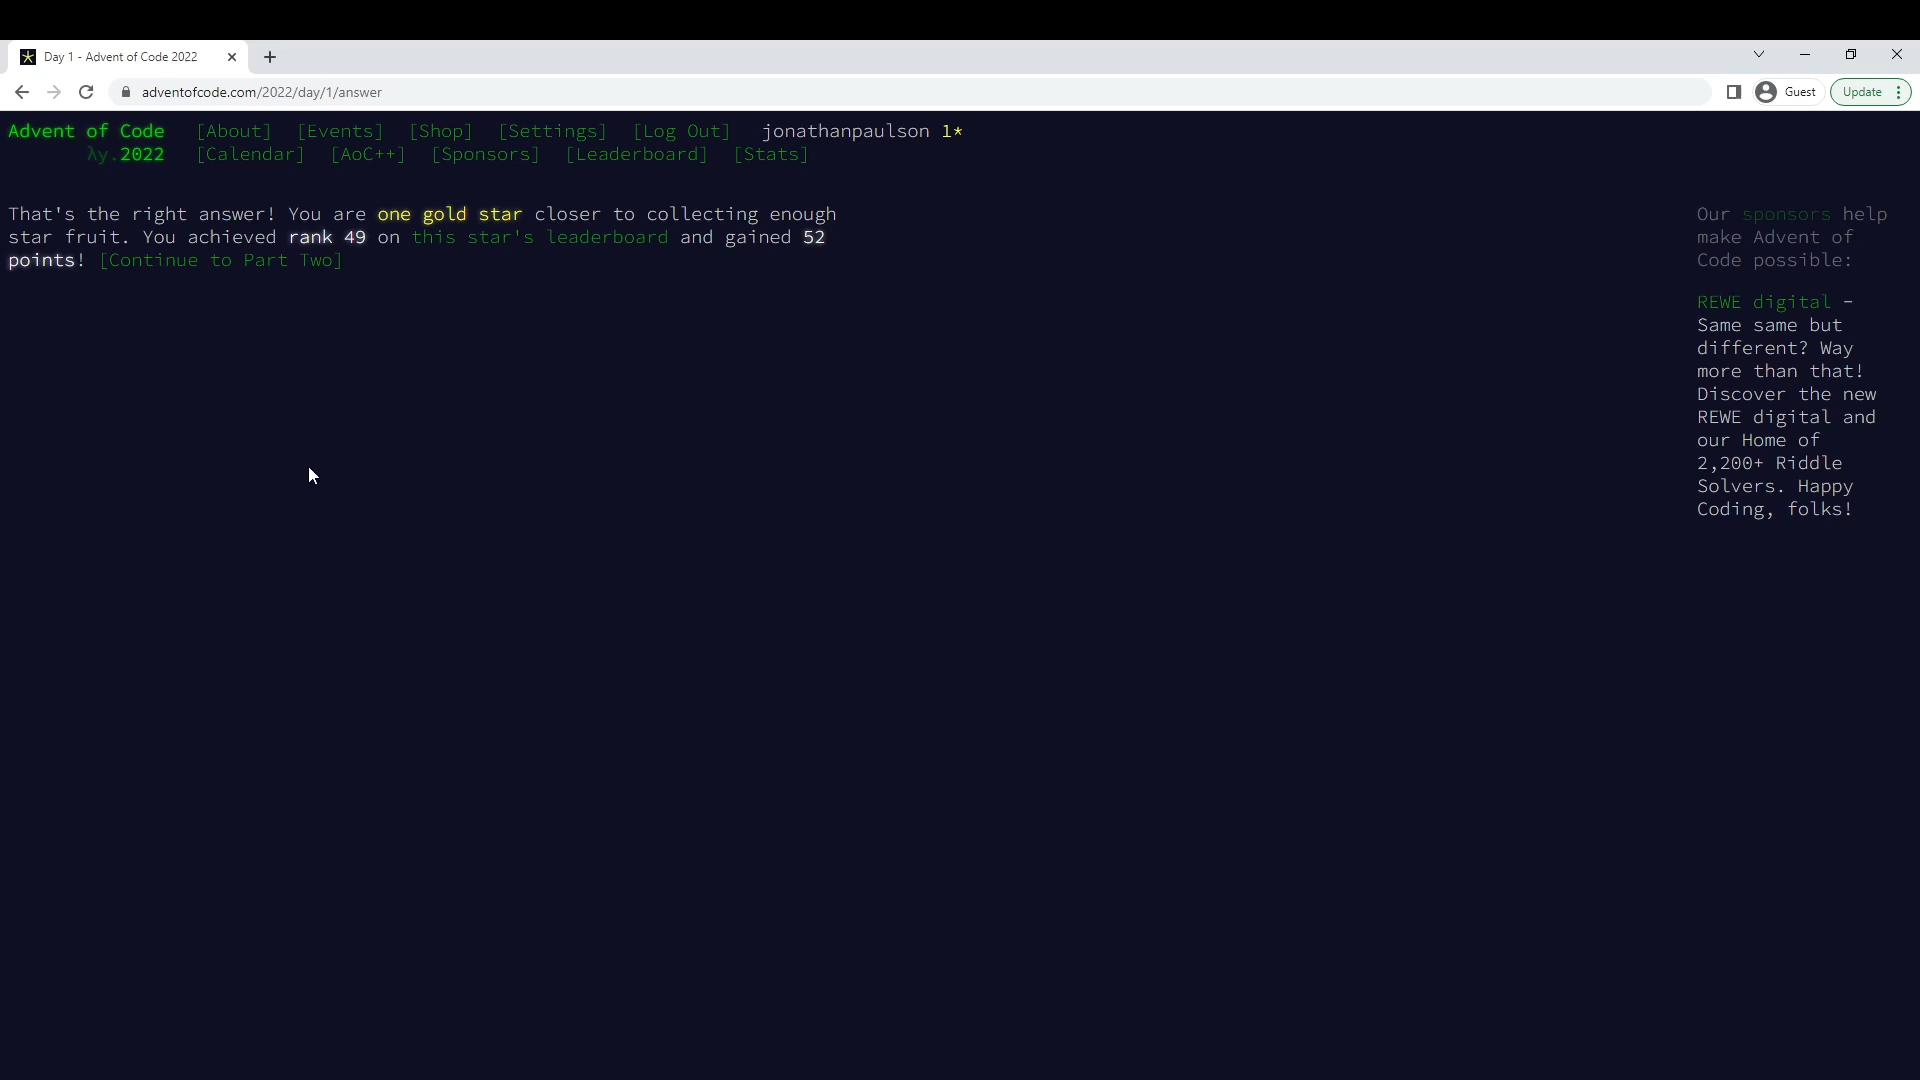 Day 1 - Advent of Code 2022
adventofcode.com/2022/day/1/answer
Guest
Update
Advent of Code [About] [Events] [Shop] [Settings] [Log Out] jonathanpaulson 1*
λy.2022 [Calendar] [AoC++] [Sponsors] [Leaderboard] [Stats]
That's the right answer! You are one gold star closer to collecting enough
star fruit. You achieved rank 49 on this star's leaderboard and gained 52
points! [Continue to Part Two]
Our sponsors help
make Advent of
Code possible:
REWE digital -
Same same but
different? Way
more than that!
Discover the new
REWE digital and
our Home of
2,200+ Riddle
Solvers. Happy
Coding, folks!